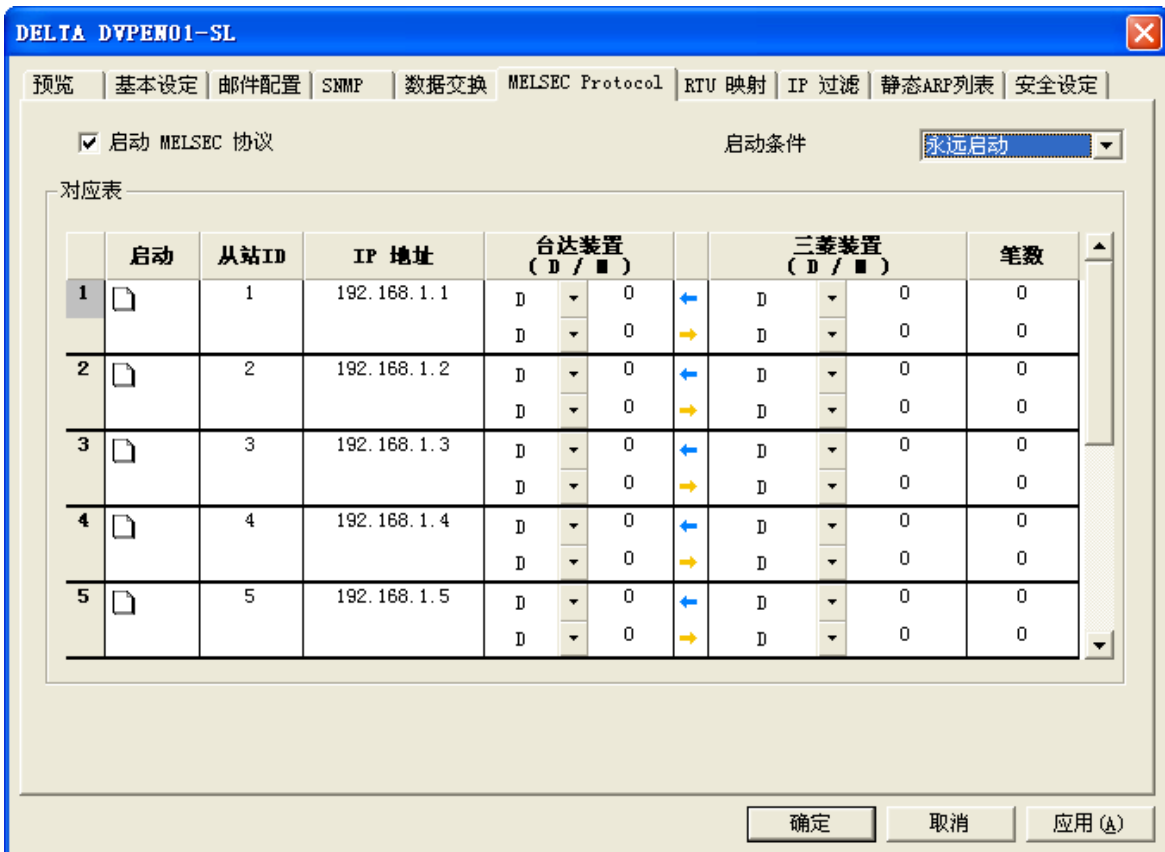 DELTA DVPEN01-SL
预览 基本设定 邮件配置 SNMP 数据交换 MELSEC Protocol RTU 映射 IP 过滤 静态ARP列表 安全设定
启动 MELSEC 协议 启动条件 永远启动
对应表
启动 从站ID IP 地址 台达装置 三菱装置 笔数
( D / ■ ) ( D / ■ )
1 1 192.168.1.1 D 0 D 0 0
D 0 D 0 0
2 2 192.168.1.2 D 0 D 0 0
D 0 D 0 0
3 3 192.168.1.3 D 0 D 0 0
D 0 D 0 0
4 4 192.168.1.4 D 0 D 0 0
D 0 D 0 0
5 5 192.168.1.5 D 0 D 0 0
D 0 D 0 0
确定 取消 应用(A)